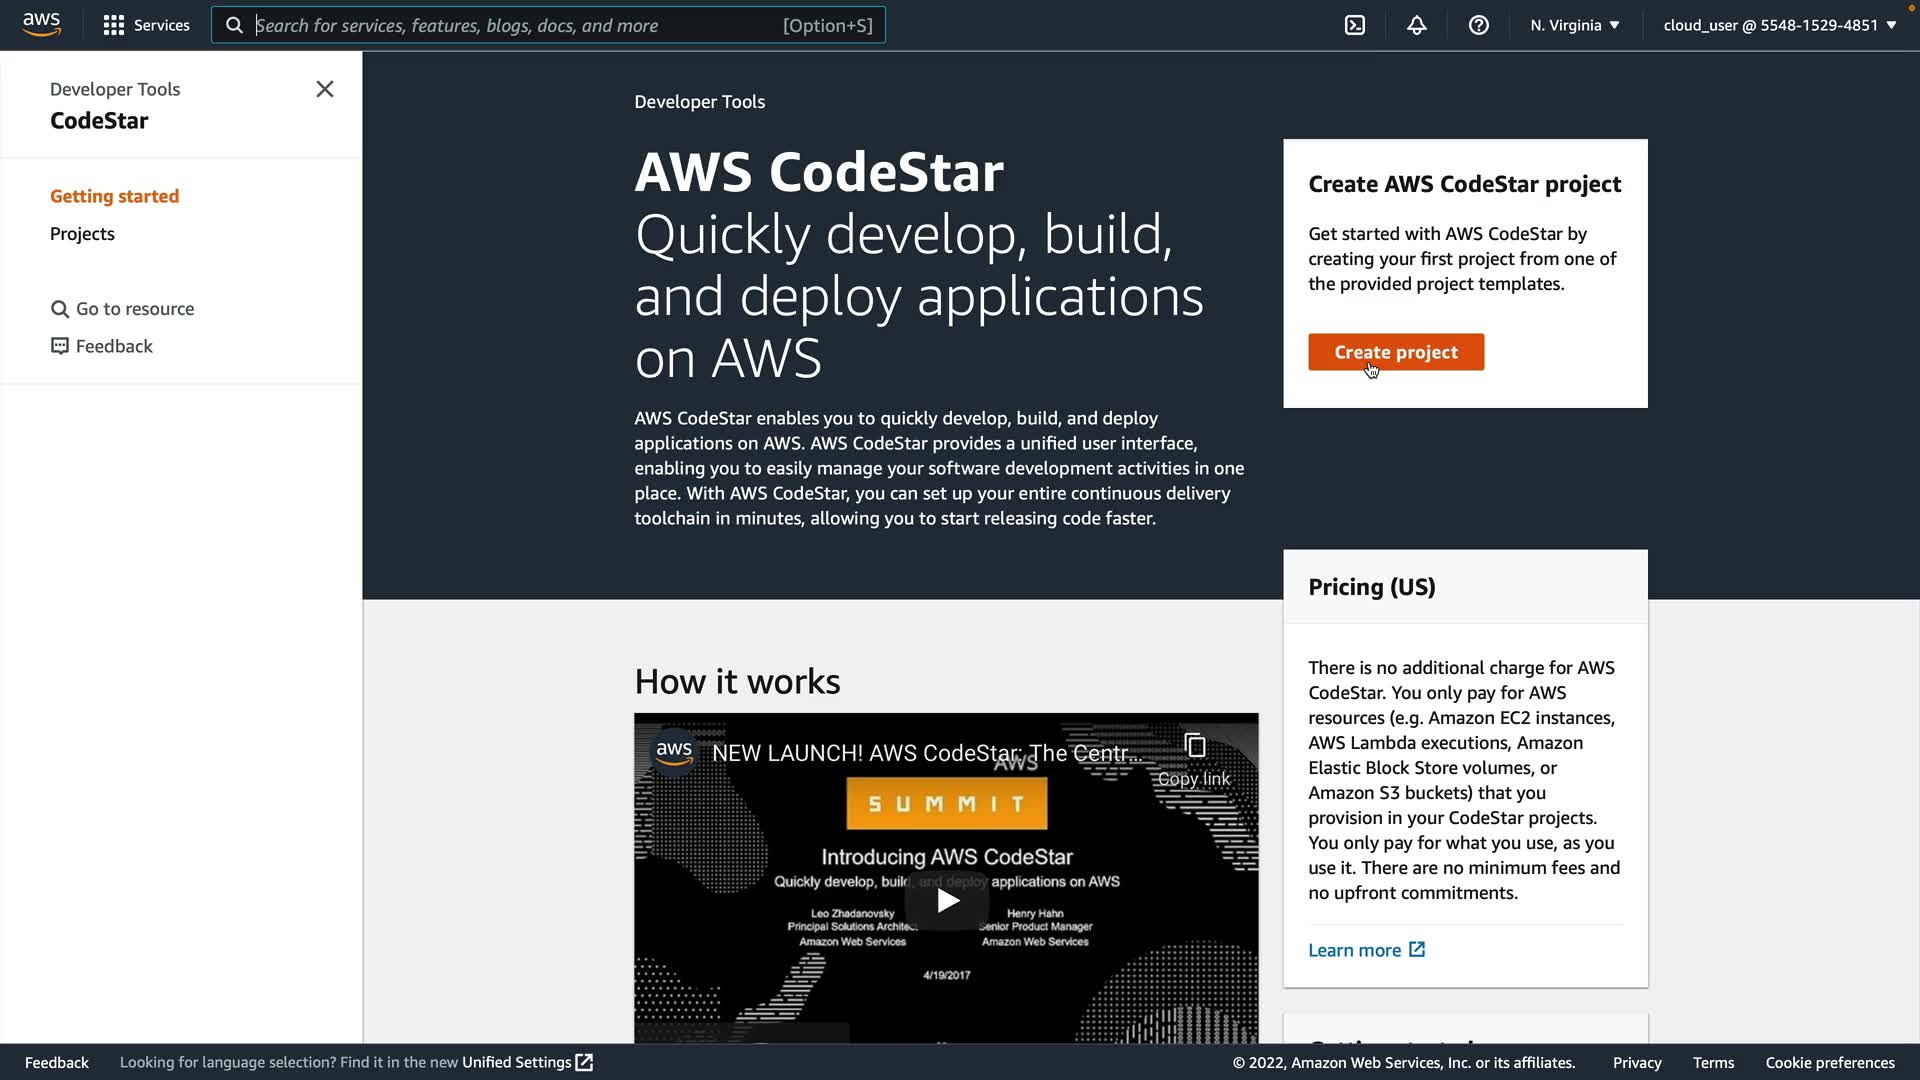 aws
Services
Search for services, features, blogs, docs, and more
[Option+S]
N. Virginia ▼
cloud_user @ 5548-1529-4851 ▼
Developer Tools
CodeStar
Getting started
Projects
Go to resource
Feedback
Developer Tools
AWS CodeStar
Quickly develop, build,
and deploy applications
on AWS
AWS CodeStar enables you to quickly develop, build, and deploy
applications on AWS. AWS CodeStar provides a unified user interface,
enabling you to easily manage your software development activities in one
place. With AWS CodeStar, you can set up your entire continuous delivery
toolchain in minutes, allowing you to start releasing code faster.
Create AWS CodeStar project
Get started with AWS CodeStar by
creating your first project from one of
the provided project templates.
Create project
Pricing (US)
There is no additional charge for AWS
CodeStar. You only pay for AWS
resources (e.g. Amazon EC2 instances,
AWS Lambda executions, Amazon
Elastic Block Store volumes, or
Amazon S3 buckets) that you
provision in your CodeStar projects.
You only pay for what you use, as you
use it. There are no minimum fees and
no upfront commitments.
Learn more
How it works
aws
NEW LAUNCH! AWS CodeStar: The Centr...
Copy link
AWS
SUMMIT
Introducing AWS CodeStar
Quickly develop, build, and deploy applications on AWS
Leo Zhadanovsky
Principal Solutions Architect
Amazon Web Services
Henry Hahn
Senior Product Manager
Amazon Web Services
4/19/2017
Feedback
Looking for language selection? Find it in the new Unified Settings
© 2022, Amazon Web Services, Inc. or its affiliates.
Privacy
Terms
Cookie preferences